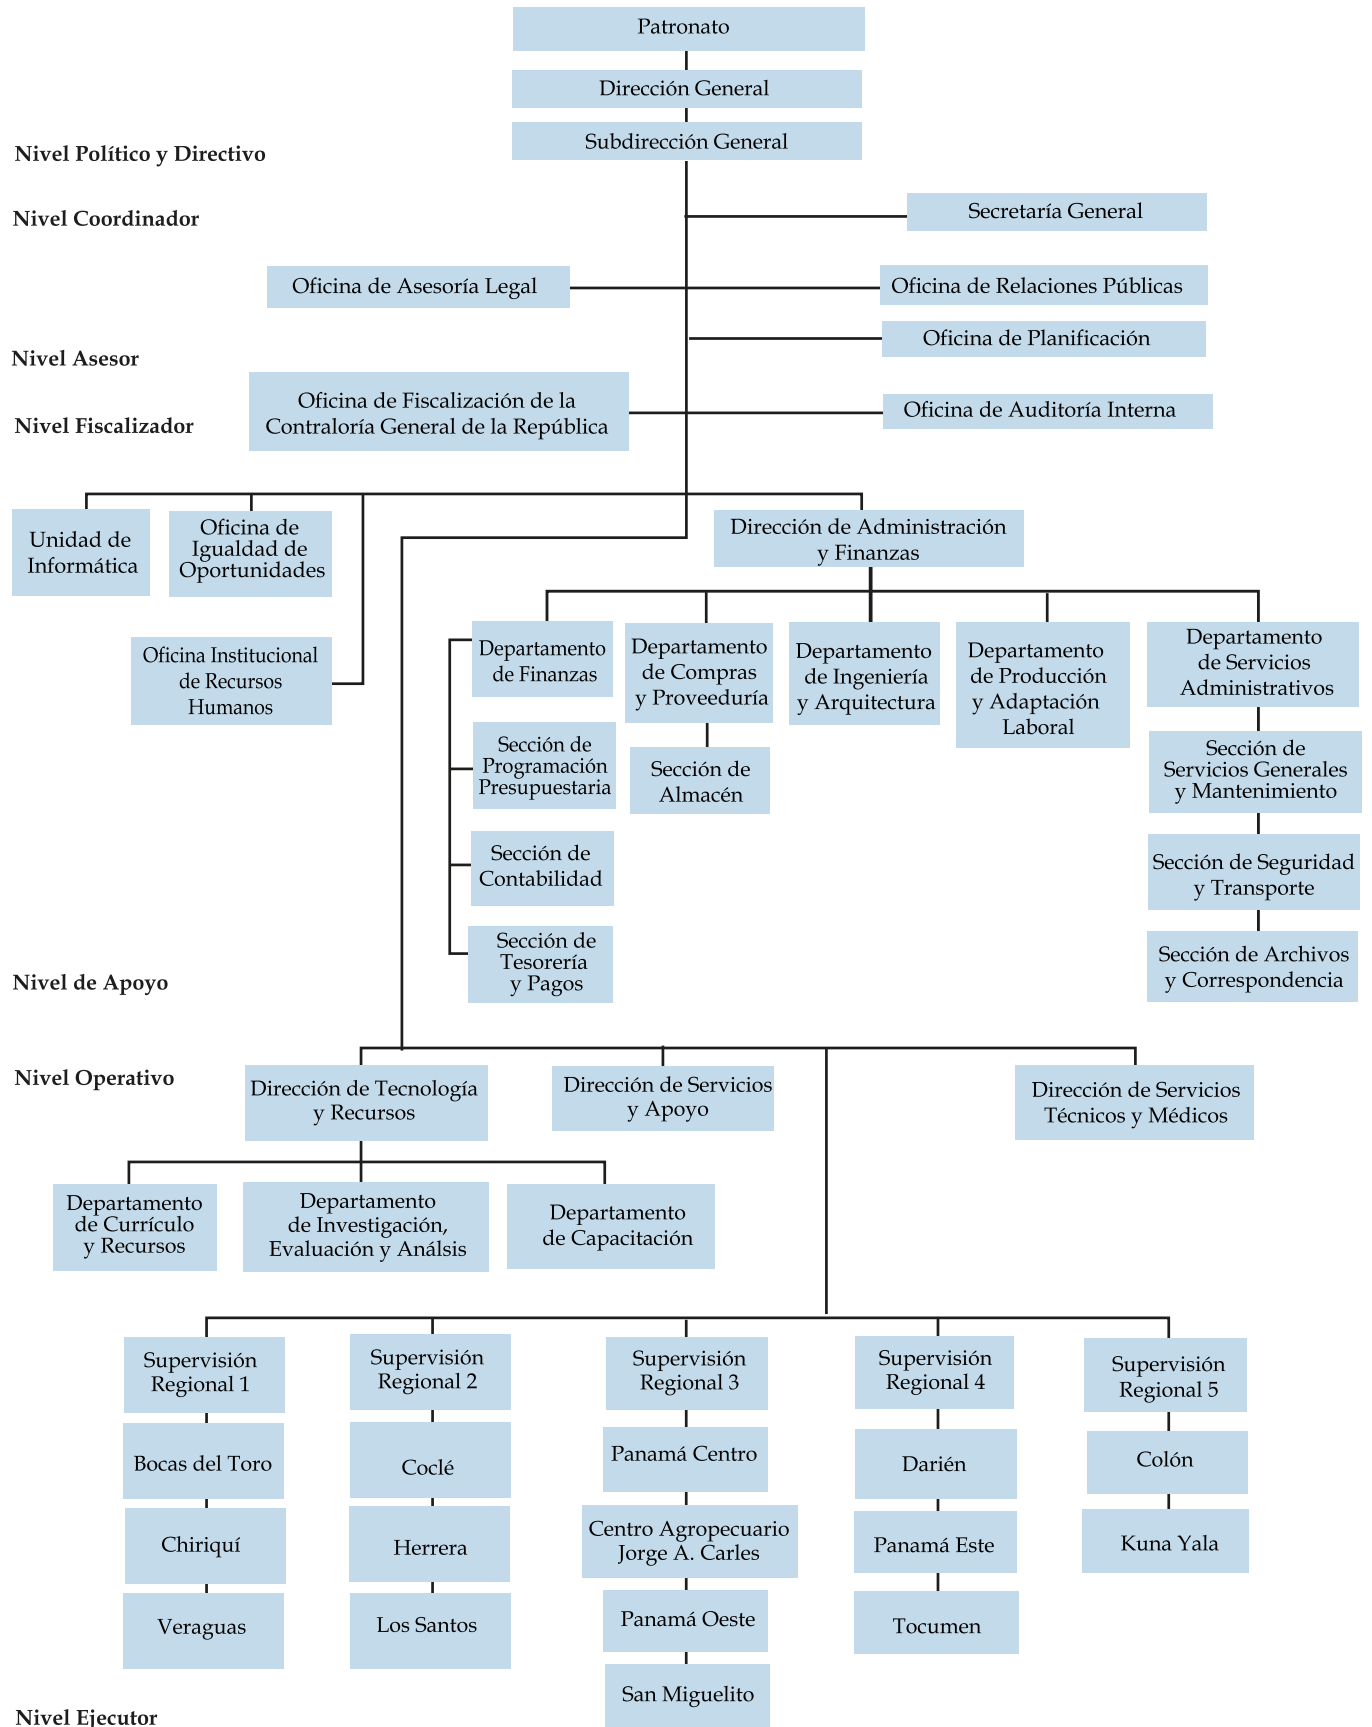 Patronato
Dirección General
Subdirección General
Nivel Político y Directivo
Nivel Coordinador
Secretaría General
Oficina de Asesoría Legal
Oficina de Relaciones Públicas
Oficina de Planificación
Nivel Asesor
Oficina de Fiscalización de la
Contraloría General de la República
Oficina de Auditoría Interna
Nivel Fiscalizador
Unidad de
Informática
Oficina de
Igualdad de
Oportunidades
Dirección de Administración
y Finanzas
Oficina Institucional
de Recursos
Humanos
Departamento
de Finanzas
Departamento
de Compras
y Proveeduría
Departamento
de Ingeniería
y Arquitectura
Departamento
de Producción
y Adaptación
Laboral
Departamento
de Servicios
Administrativos
Sección de
Programación
Presupuestaria
Sección de
Almacén
Sección de
Servicios Generales
y Mantenimiento
Sección de
Contabilidad
Sección de Seguridad
y Transporte
Sección de
Tesorería
y Pagos
Sección de Archivos
y Correspondencia
Nivel de Apoyo
Nivel Operativo
Dirección de Tecnología
y Recursos
Dirección de Servicios
y Apoyo
Dirección de Servicios
Técnicos y Médicos
Departamento
de Currículo
y Recursos
Departamento
de Investigación,
Evaluación y Análsis
Departamento
de Capacitación
Supervisión
Regional 1
Supervisión
Regional 2
Supervisión
Regional 3
Supervisión
Regional 4
Supervisión
Regional 5
Bocas del Toro
Coclé
Panamá Centro
Darién
Colón
Chiriquí
Herrera
Centro Agropecuario
Jorge A. Carles
Panamá Este
Kuna Yala
Veraguas
Los Santos
Panamá Oeste
Tocumen
San Miguelito
Nivel Ejecutor